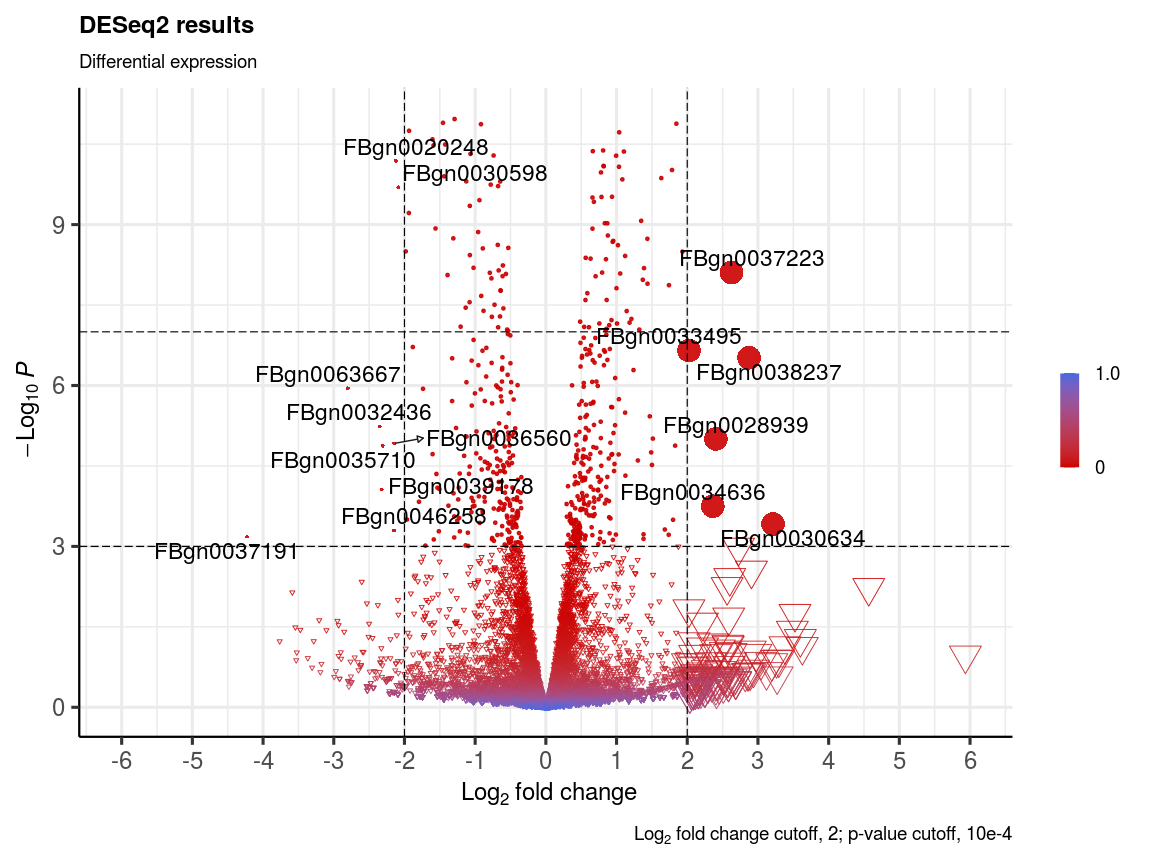 DESeq2 results
Differential expression
FBgn0020248
FBgn0030598
9
FBgn0037223
FBgn0033495
FBgn0038237
FBgn0063667
6
1.0
FBgn0032436
FBgn0028939
FBgn0036560
FBgn0035710
0
−Log10 P
FBgn0039178
FBgn0034636
FBgn0046258
FBgn0030634
3
FBgn0037191
0
-6 -5 -4 -3 -2 -1 0 1 2 3 4 5 6
Log2 fold change
Log2 fold change cutoff, 2; p-value cutoff, 10e-4